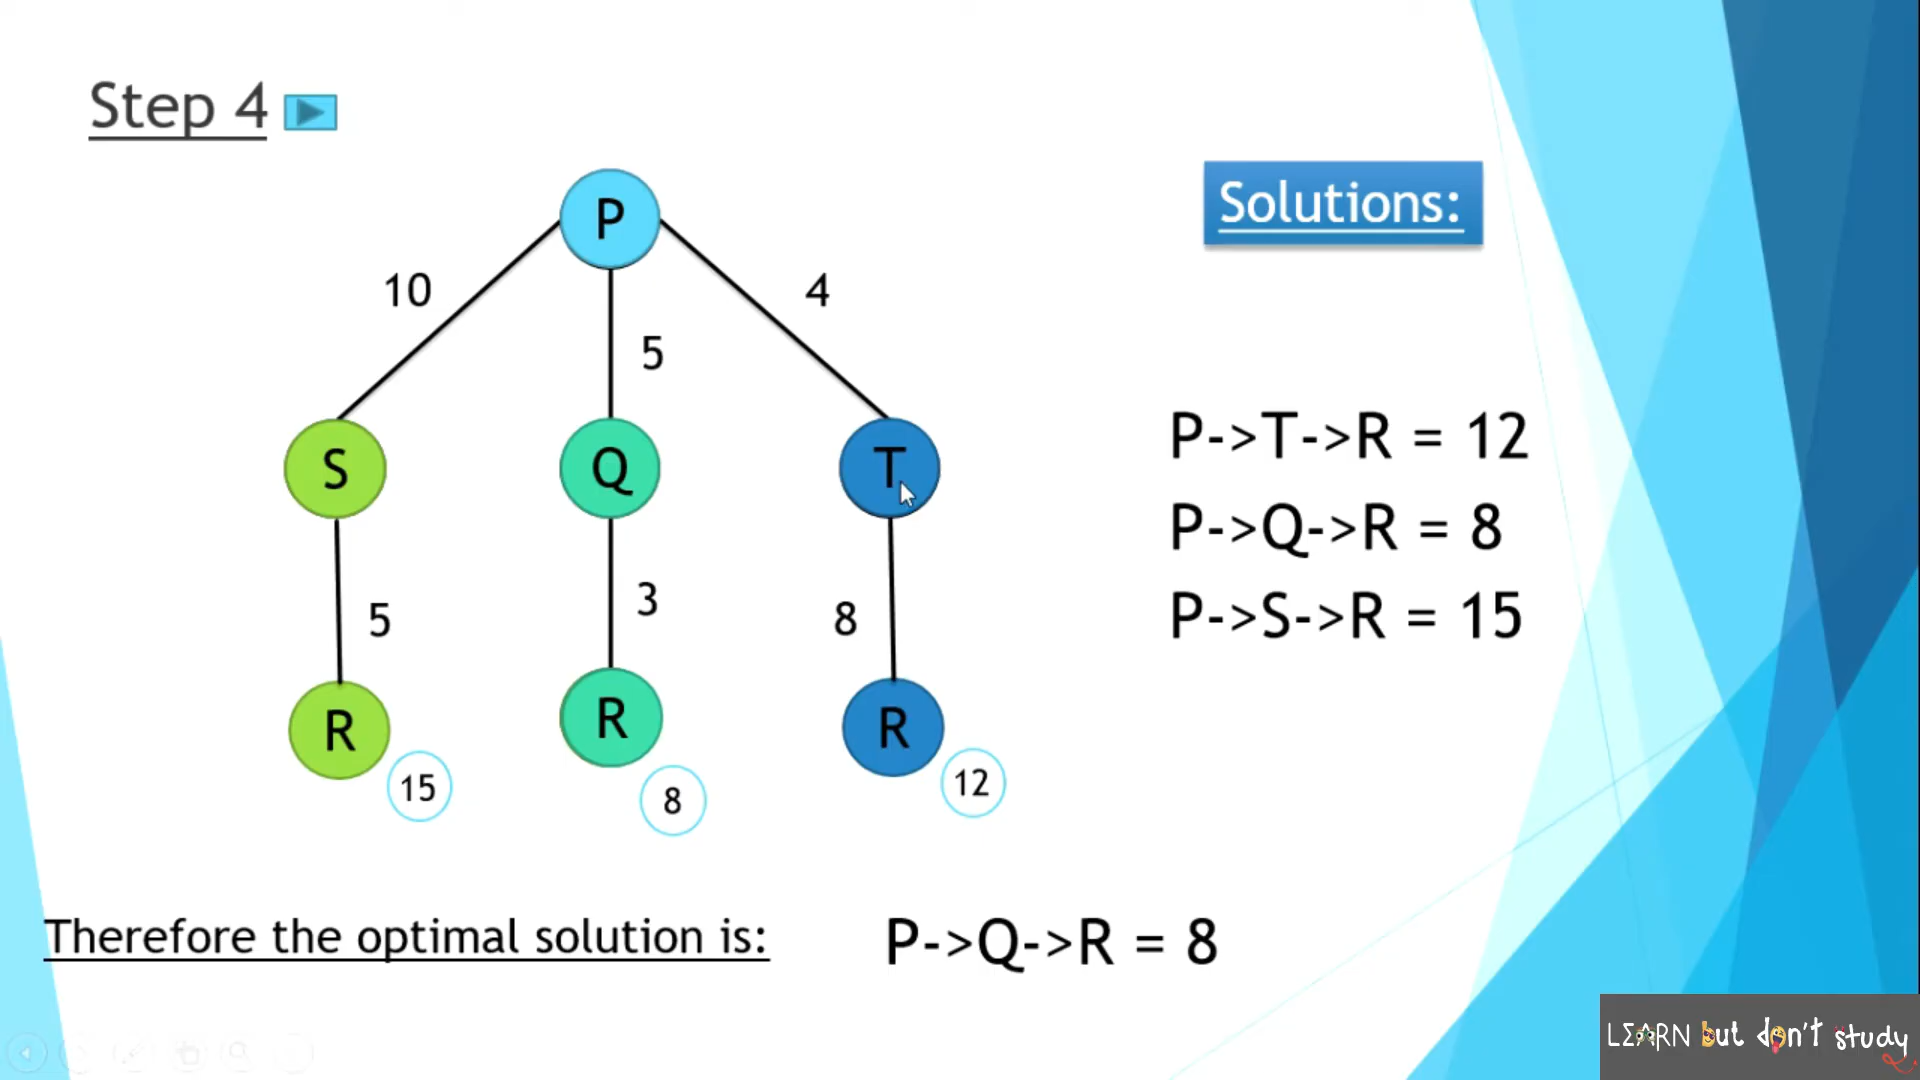 Step 4
Solutions:
P
10
5
4
S
Q
T
5
3
8
R
R
R
15
8
12
P->T->R = 12
P->Q->R = 8
P->S->R = 15
Therefore the optimal solution is:
P->Q->R = 8
LEARN but don't study